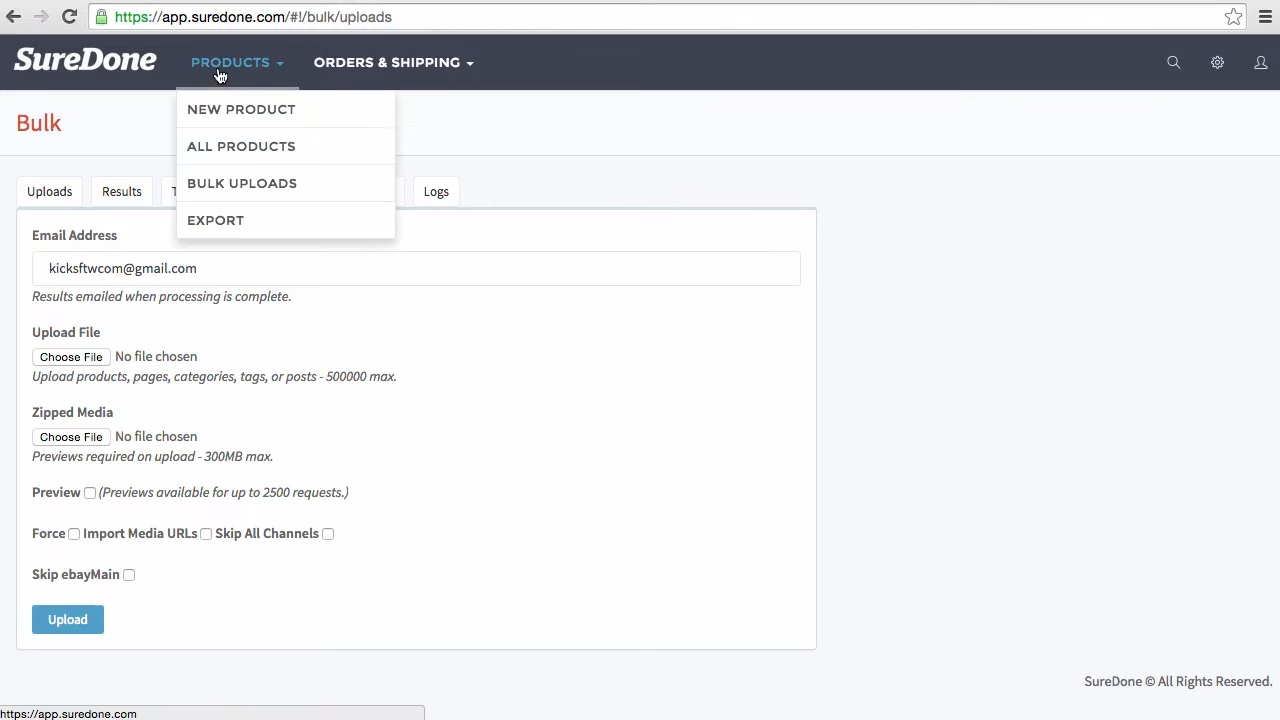 https://app.suredone.com/#!/bulk/uploads
SureDone PRODUCTS ORDERS & SHIPPING
NEW PRODUCT
Bulk
ALL PRODUCTS
BULK UPLOADS
Uploads Results T Logs
EXPORT
Email Address
kicksftwcom@gmail.com
Results emailed when processing is complete.
Upload File
Choose File No file chosen
Upload products, pages, categories, tags, or posts - 500000 max.
Zipped Media
Choose File No file chosen
Previews required on upload - 300MB max.
Preview (Previews available for up to 2500 requests.)
Force Import Media URLs Skip All Channels
Skip ebayMain
Upload
SureDone © All Rights Reserved.
https://app.suredone.com